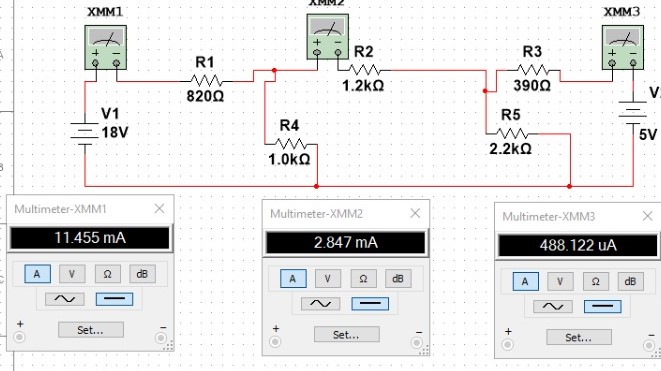 XMM1
XMM2
XMM3
R1
820Ω
R2
1.2kΩ
R3
390Ω
V1
18V
R4
1.0kΩ
R5
2.2kΩ
5V
Multimeter-XMM1
11.455 mA
A V Ω dB
+ Set... −
Multimeter-XMM2
2.847 mA
A V Ω dB
+ Set... −
Multimeter-XMM3
488.122 uA
A V Ω dB
+ Set... −